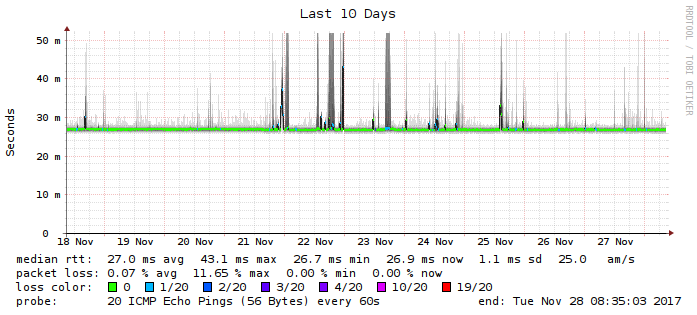 Last 10 Days
RRDTOOL / TOBI OETIKER
Seconds
50 m
40 m
30 m
20 m
10 m
0
18 Nov 19 Nov 20 Nov 21 Nov 22 Nov 23 Nov 24 Nov 25 Nov 26 Nov 27 Nov
median rtt: 27.0 ms avg 43.1 ms max 26.7 ms min 26.9 ms now 1.1 ms sd 25.0 am/s
packet loss: 0.07 % avg 11.65 % max 0.00 % min 0.00 % now
loss color: 0 1/20 2/20 3/20 4/20 10/20 19/20
probe: 20 ICMP Echo Pings (56 Bytes) every 60s end: Tue Nov 28 08:35:03 2017